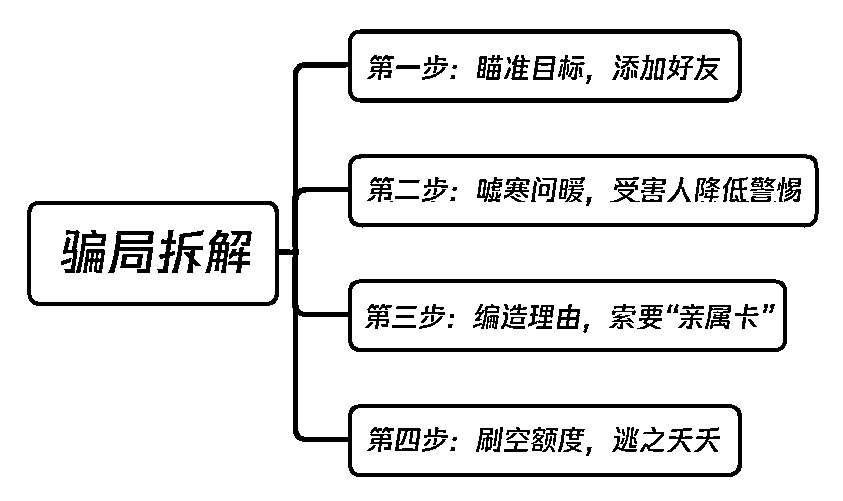 骗局拆解
第一步：瞄准目标，添加好友
第二步：嘘寒问暖，受害人降低警惕
第三步：编造理由，索要“亲属卡”
第四步：刷空额度，逃之夭夭